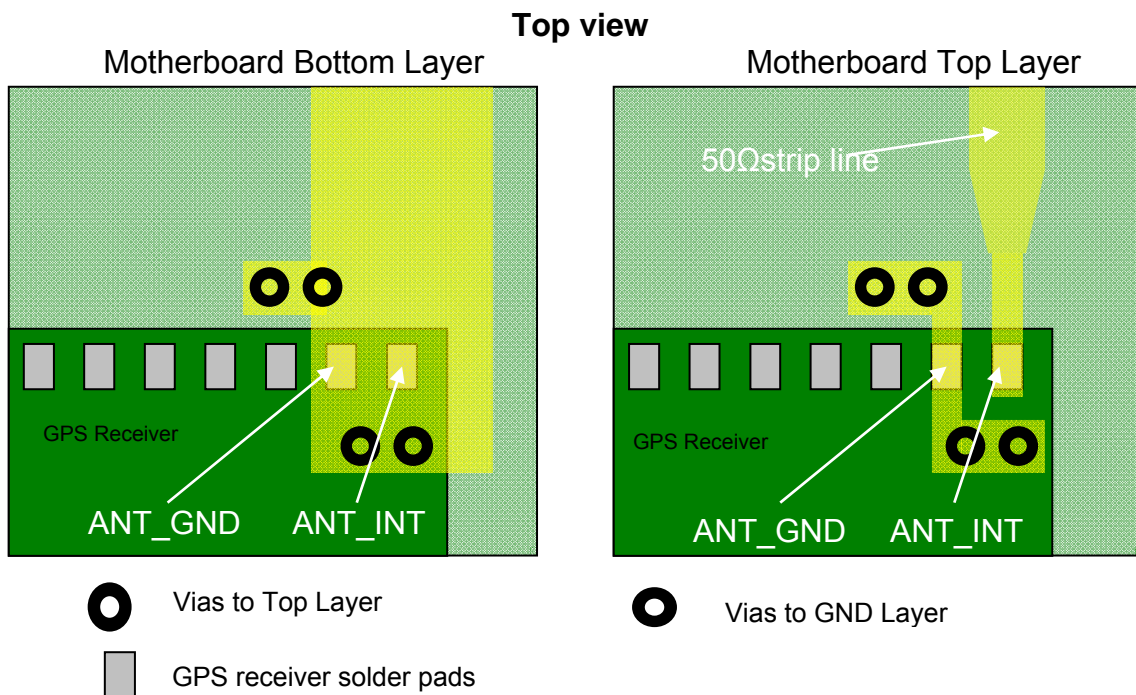 Top view
Motherboard Bottom Layer
Motherboard Top Layer
50Ωstrip line
GPS Receiver
GPS Receiver
ANT_GND
ANT_INT
ANT_GND
ANT_INT
Vias to Top Layer
Vias to GND Layer
GPS receiver solder pads